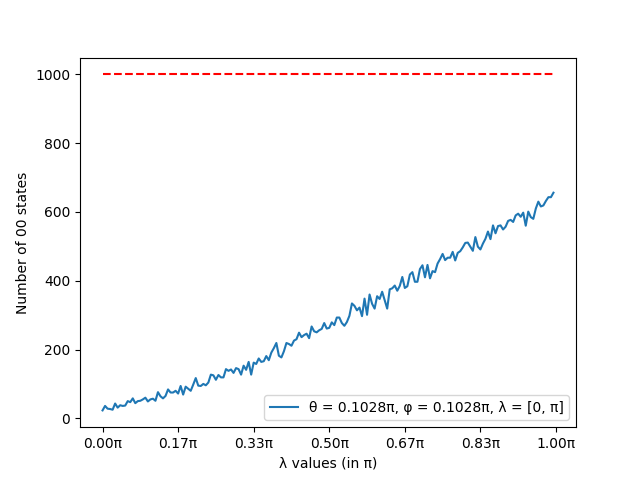 1000
800
600
400
200
0
Number of 00 states
θ = 0.1028π, φ = 0.1028π, λ = [0, π]
0.00π 0.17π 0.33π 0.50π 0.67π 0.83π 1.00π
λ values (in π)